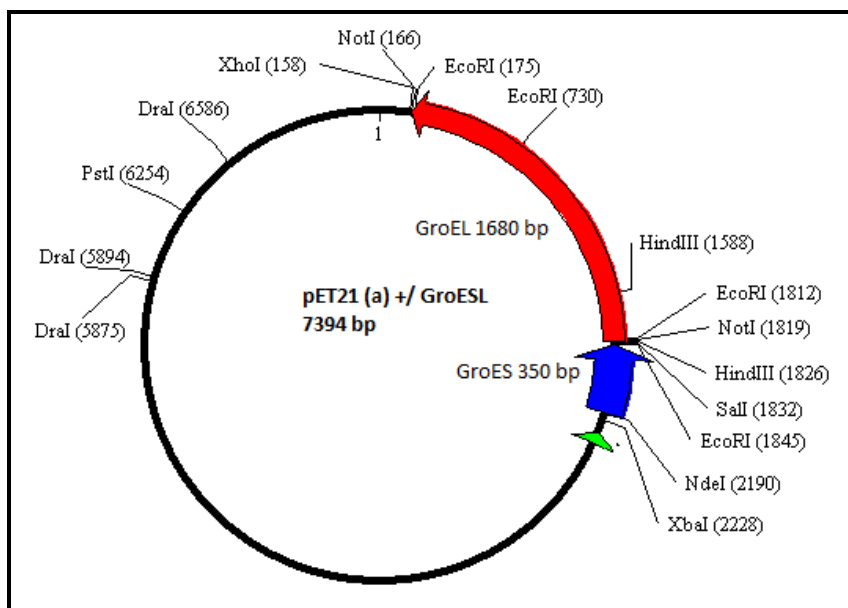 NotI (166)
XhoI (158)
EcoRI (175)
EcoRI (730)
DraI (6586)
1
PstI (6254)
GroEL 1680 bp
HindIII (1588)
DraI (5894)
EcoRI (1812)
pET21 (a) +/ GroESL
7394 bp
NotI (1819)
DraI (5875)
GroES 350 bp
HindIII (1826)
SalI (1832)
EcoRI (1845)
NdeI (2190)
XbaI (2228)